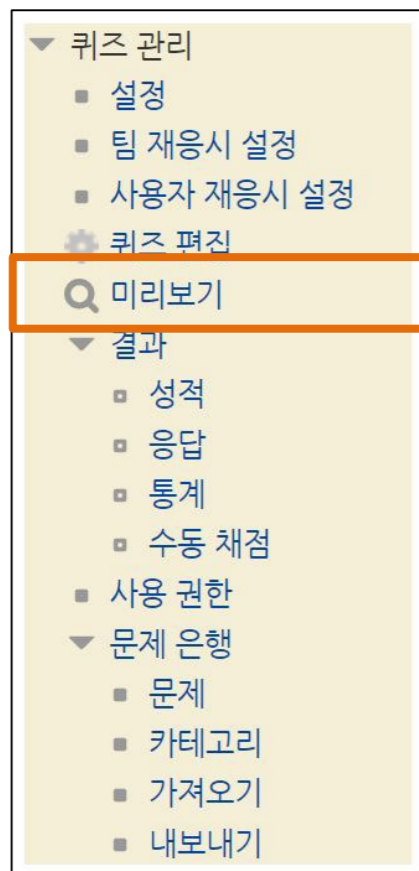 퀴즈 관리
설정
팀 재응시 설정
사용자 재응시 설정
퀴즈 편집
미리보기
결과
성적
응답
통계
수동 채점
사용 권한
문제 은행
문제
카테고리
가져오기
내보내기